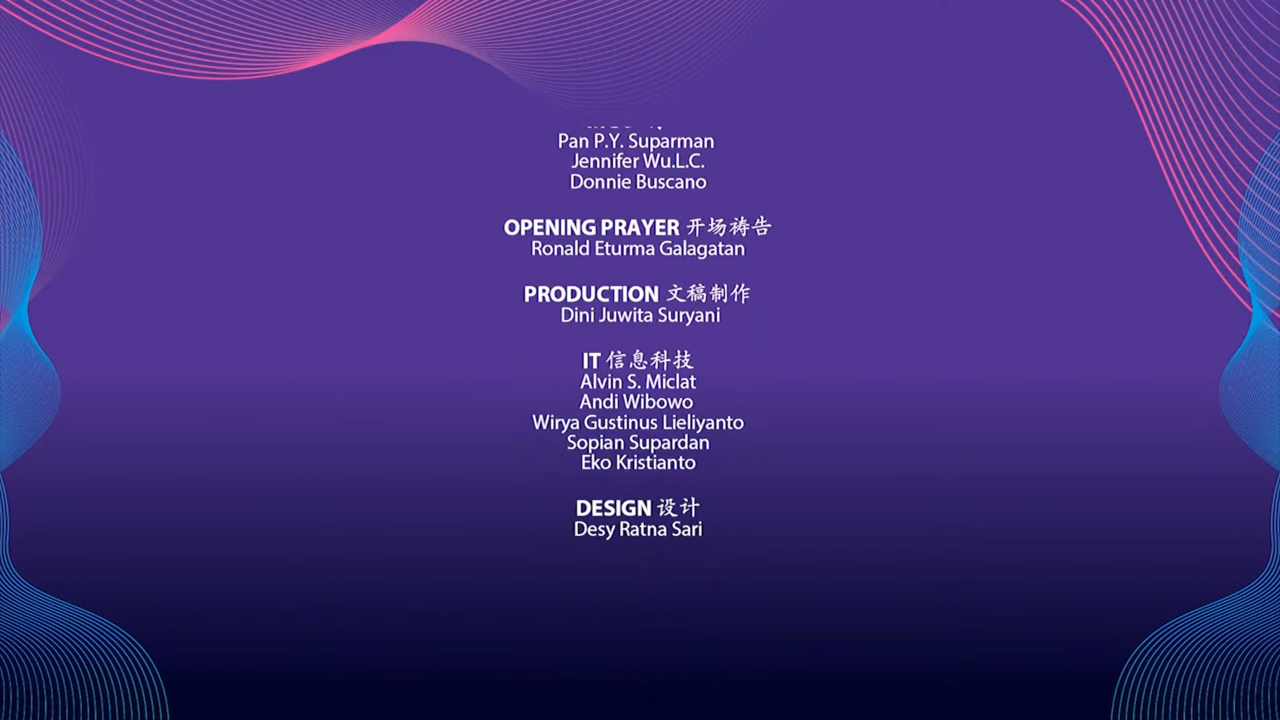 Pan P.Y. Suparman
Jennifer Wu.L.C.
Donnie Buscano
OPENING PRAYER 开场祷告
Ronald Eturma Galagatan
PRODUCTION 文稿制作
Dini Juwita Suryani
IT 信息科技
Alvin S. Miclat
Andi Wibowo
Wirya Gustinus Lieliyanto
Sopian Supardan
Eko Kristianto
DESIGN 设计
Desy Ratna Sari